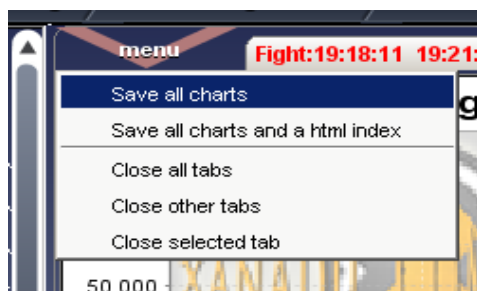 menu Fight:19:18:11 19:21:
Save all charts
Save all charts and a html index
Close all tabs
Close other tabs
Close selected tab
50,000
XANADU